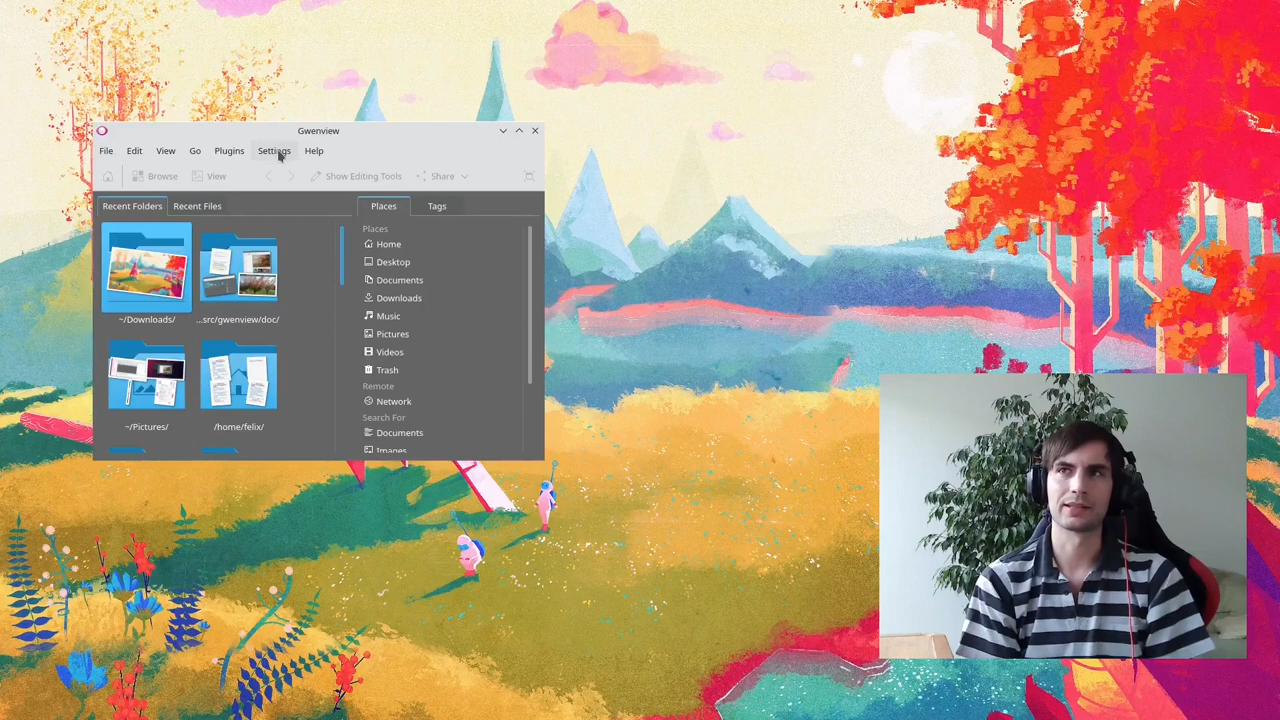 Gwenview
File Edit View Go Plugins Settings Help
Browse View Show Editing Tools Share
Recent Folders Recent Files
Places Tags
~/Downloads/ ...src/gwenview/doc/
~/Pictures/ /home/felix/
Places
Home
Desktop
Documents
Downloads
Music
Pictures
Videos
Trash
Remote
Network
Search For
Documents
Images